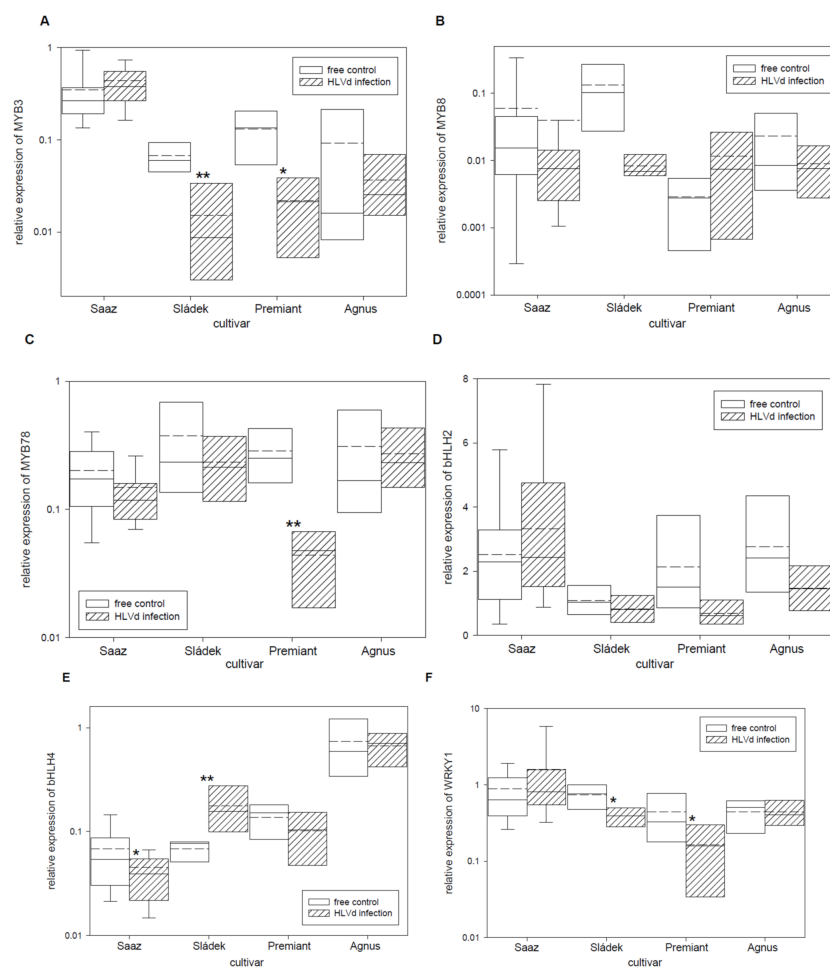 A
relative expression of MYB3
1
0.1
0.01
free control
HLVd infection
**
*
Saaz Sládek Premiant Agnus
cultivar
B
relative expression of MYB8
0.1
0.01
0.001
0.0001
free control
HLVd infection
Saaz Sládek Premiant Agnus
cultivar
C
relative expression of MYB78
1
0.1
0.01
**
free control
HLVd infection
Saaz Sládek Premiant Agnus
cultivar
D
relative expression of bHLH2
8
6
4
2
0
free control
HLVd infection
Saaz Sládek Premiant Agnus
cultivar
E
relative expression of bHLH4
1
0.1
0.01
*
**
free control
HLVd infection
Saaz Sládek Premiant Agnus
cultivar
F
relative expression of WRKY1
10
1
0.1
0.01
free control
HLVd infection
*
*
Saaz Sládek Premiant Agnus
cultivar